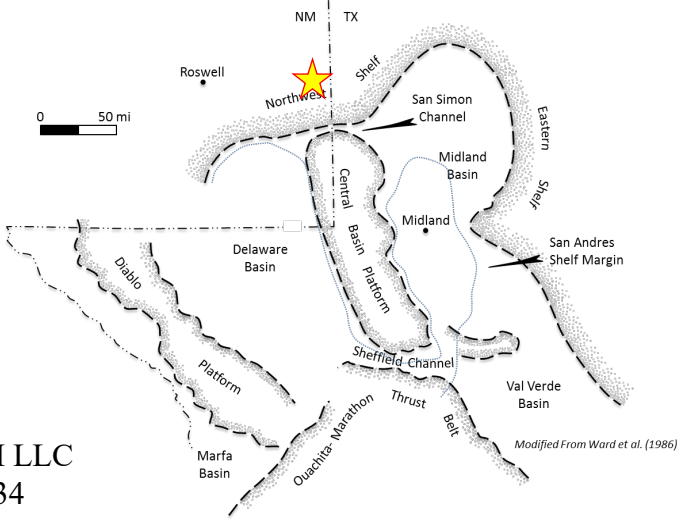 NM TX
Roswell
Northwest Shelf
0 50 mi
San Simon
Channel
Eastern
Shelf
Midland
Basin
Central
Basin
Platform
Midland
Delaware
Basin
San Andres
Shelf Margin
Diablo
Platform
Sheffield Channel
Val Verde
Basin
Ouachita- Marathon
Thrust
Belt
Marfa
Basin
Modified From Ward et al. (1986)
LLC
34